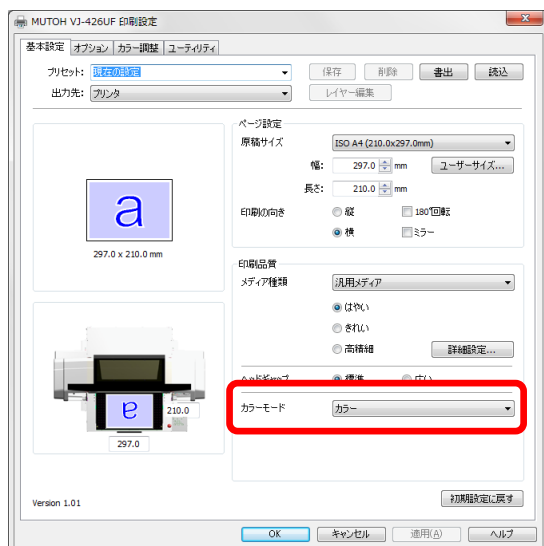 MUTOH VJ-426UF 印刷設定
基本設定 オプション カラー調整 ユーティリティ
プリセット: 現在の設定 保存 削除 書出 読込
出力先: プリンタ レイヤー編集
ページ設定
原稿サイズ ISO A4 (210.0x297.0mm)
幅: 297.0 mm ユーザーサイズ...
長さ: 210.0 mm
印刷の向き 縦 180°回転
横 ミラー
a
297.0 x 210.0 mm
印刷品質
メディア種類 汎用メディア
はやい
きれい
高精細 詳細設定...
ヘッドギャップ 標準 広い
カラーモード カラー
a
210.0
297.0
Version 1.01
初期設定に戻す
OK キャンセル 適用(A) ヘルプ